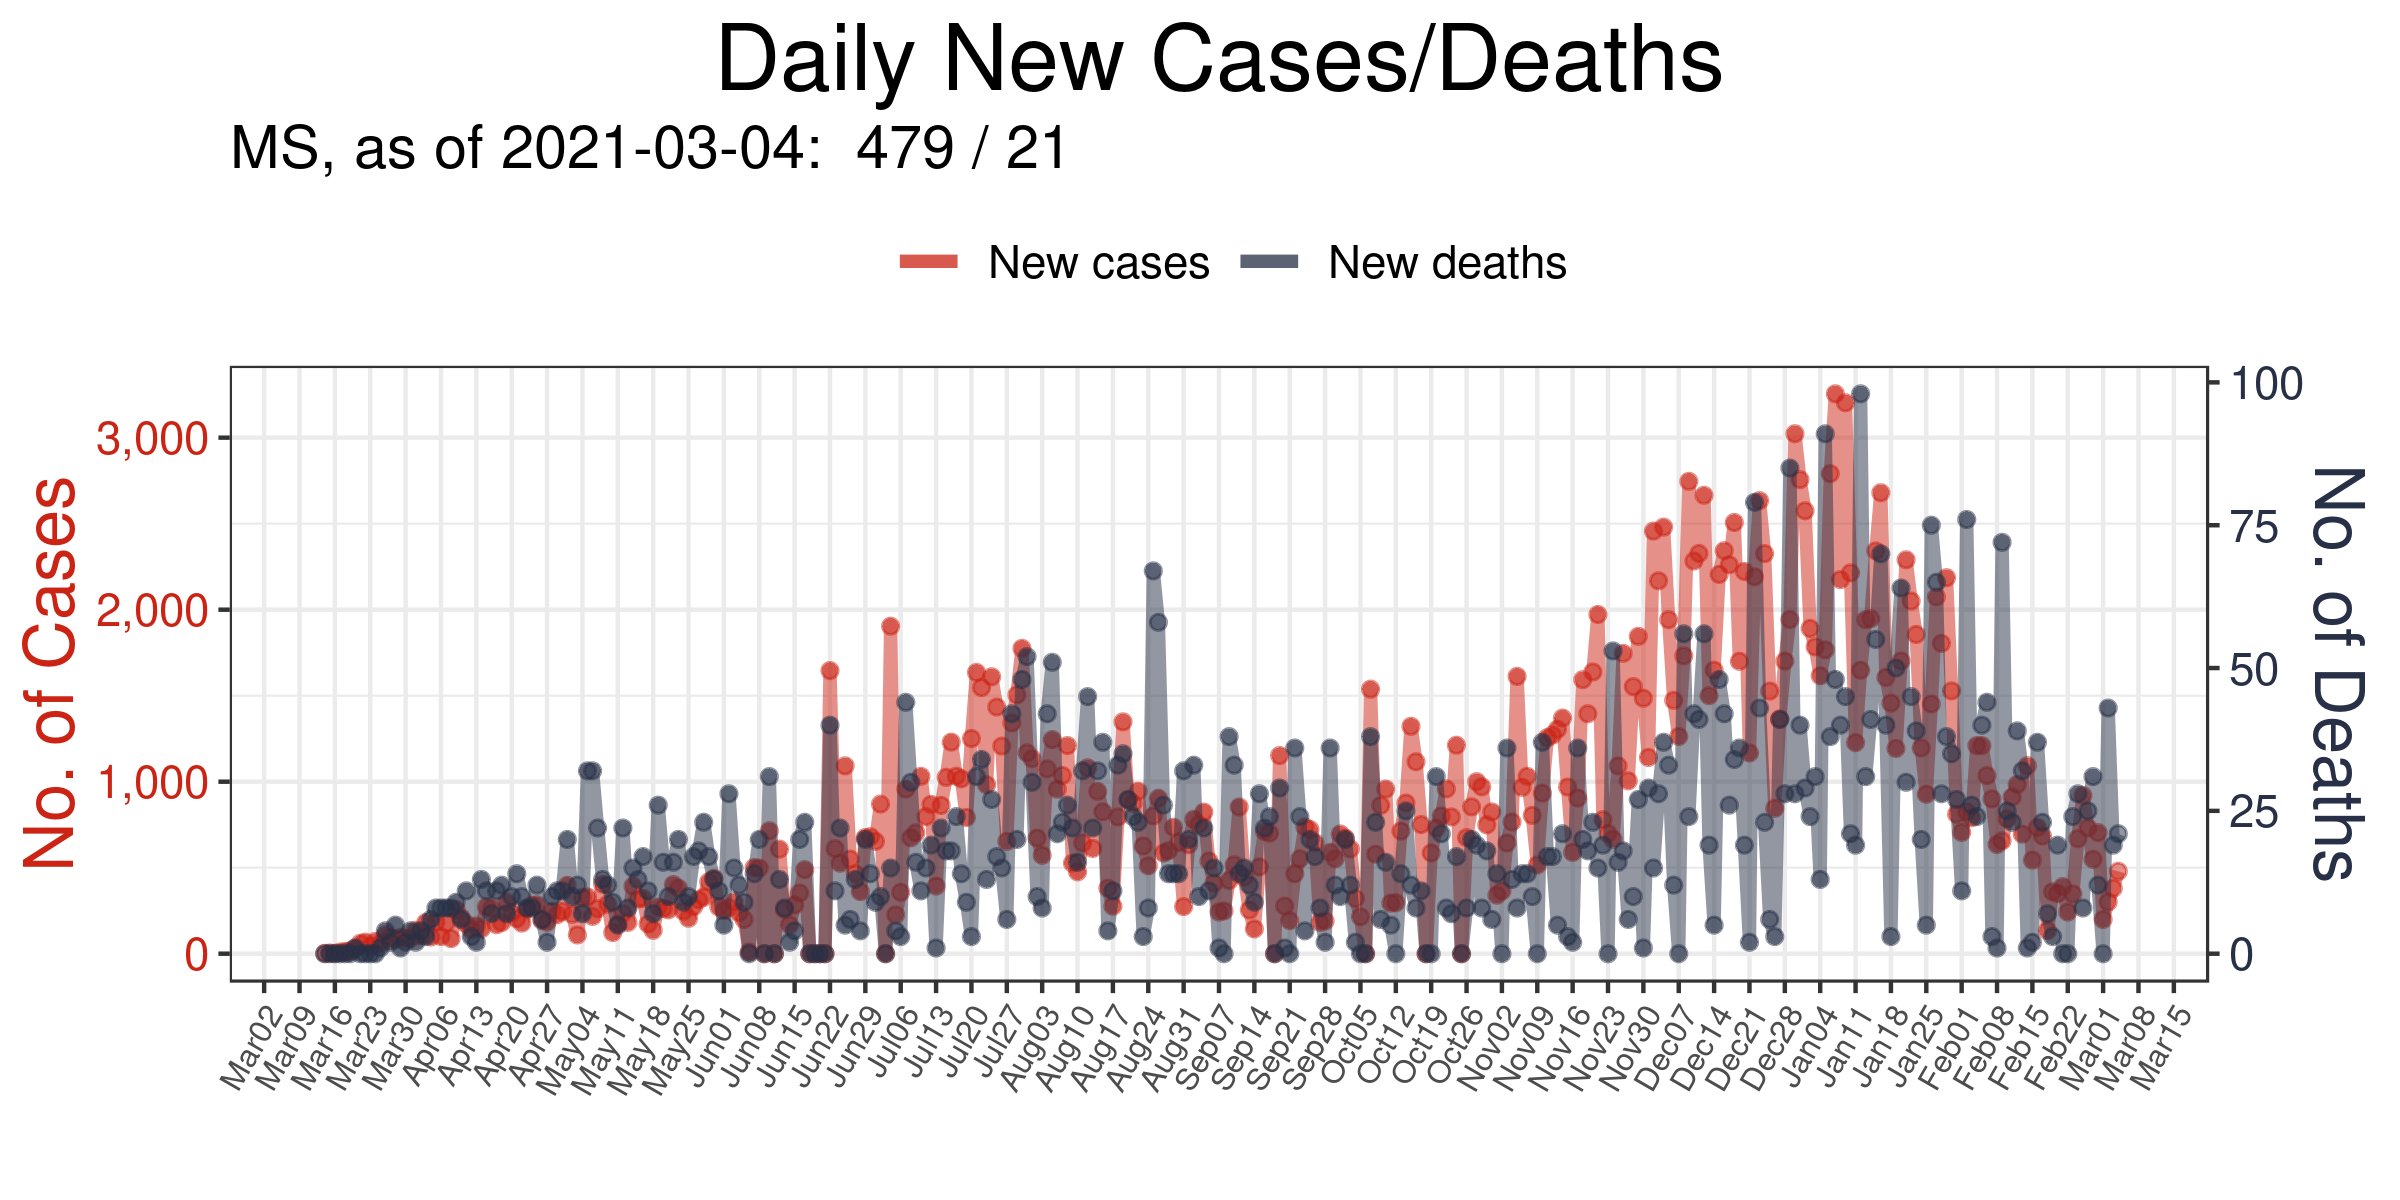 Daily New Cases/Deaths
MS, as of 2021-03-04:  479 / 21
New cases
New deaths
No. of Cases
3,000
2,000
1,000
0
100
75
50
25
0
No. of Deaths
Mar02
Mar09
Mar16
Mar23
Mar30
Apr06
Apr13
Apr20
Apr27
May04
May11
May18
May25
Jun01
Jun08
Jun15
Jun22
Jun29
Jul06
Jul13
Jul20
Jul27
Aug03
Aug10
Aug17
Aug24
Aug31
Sep07
Sep14
Sep21
Sep28
Oct05
Oct12
Oct19
Oct26
Nov02
Nov09
Nov16
Nov23
Nov30
Dec07
Dec14
Dec21
Dec28
Dec04
Jan11
Jan18
Jan25
Feb01
Feb08
Feb15
Feb22
Mar01
Mar08
Mar15